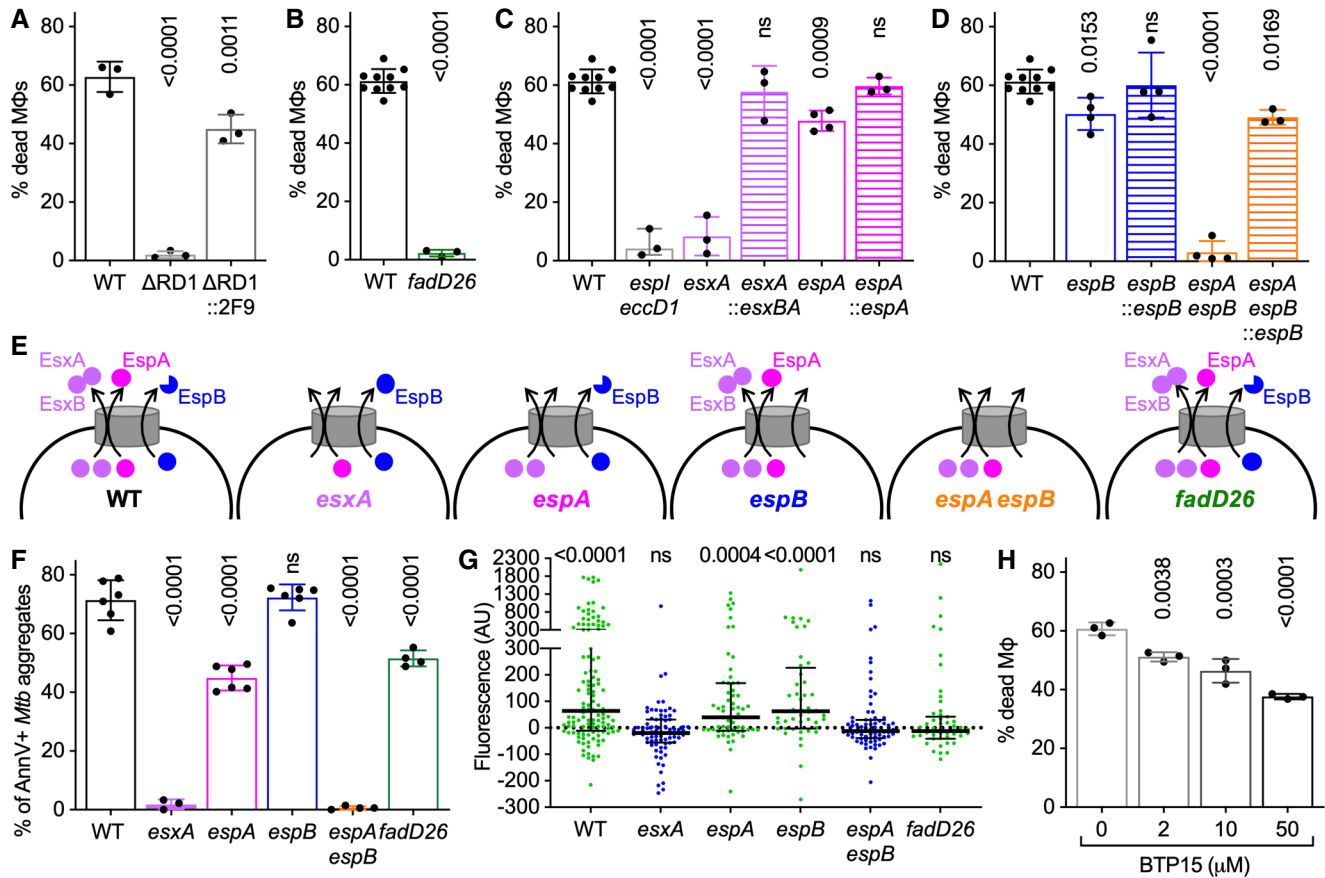 A
% dead MΦs
80
60
40
20
0
<0.0001
0.0011
WT
ΔRD1
ΔRD1
::2F9
B
% dead MΦs
80
60
40
20
0
<0.0001
WT
fadD26
C
% dead MΦs
80
60
40
20
0
<0.0001
<0.0001
ns
0.0009
ns
WT
espI
eccD1
esxA
esxA
::esxBA
espA
espA
::espA
D
% dead MΦs
80
60
40
20
0
0.0153
ns
<0.0001
0.0169
WT
espB
espB
::espB
espA
espB
espA
espB
::espB
E
EsxA
EspA
EsxB
EspB
WT
EspB
esxA
EspB
espA
EsxA
EspA
EsxB
espB
espA espB
EsxA
EspA
EsxB
EspB
fadD26
F
% of AnnV+ Mtb aggregates
80
60
40
20
0
<0.0001
<0.0001
ns
<0.0001
<0.0001
WT
esxA
espA
espB
espA
espB
fadD26
G
Fluorescence (AU)
2300
1800
1300
800
300
300
200
100
0
-100
-200
-300
<0.0001
ns
0.0004
<0.0001
ns
ns
WT
esxA
espA
espB
espA
espB
fadD26
H
% dead MΦ
80
60
40
20
0
0.0038
0.0003
<0.0001
0
2
10
50
BTP15 (μM)